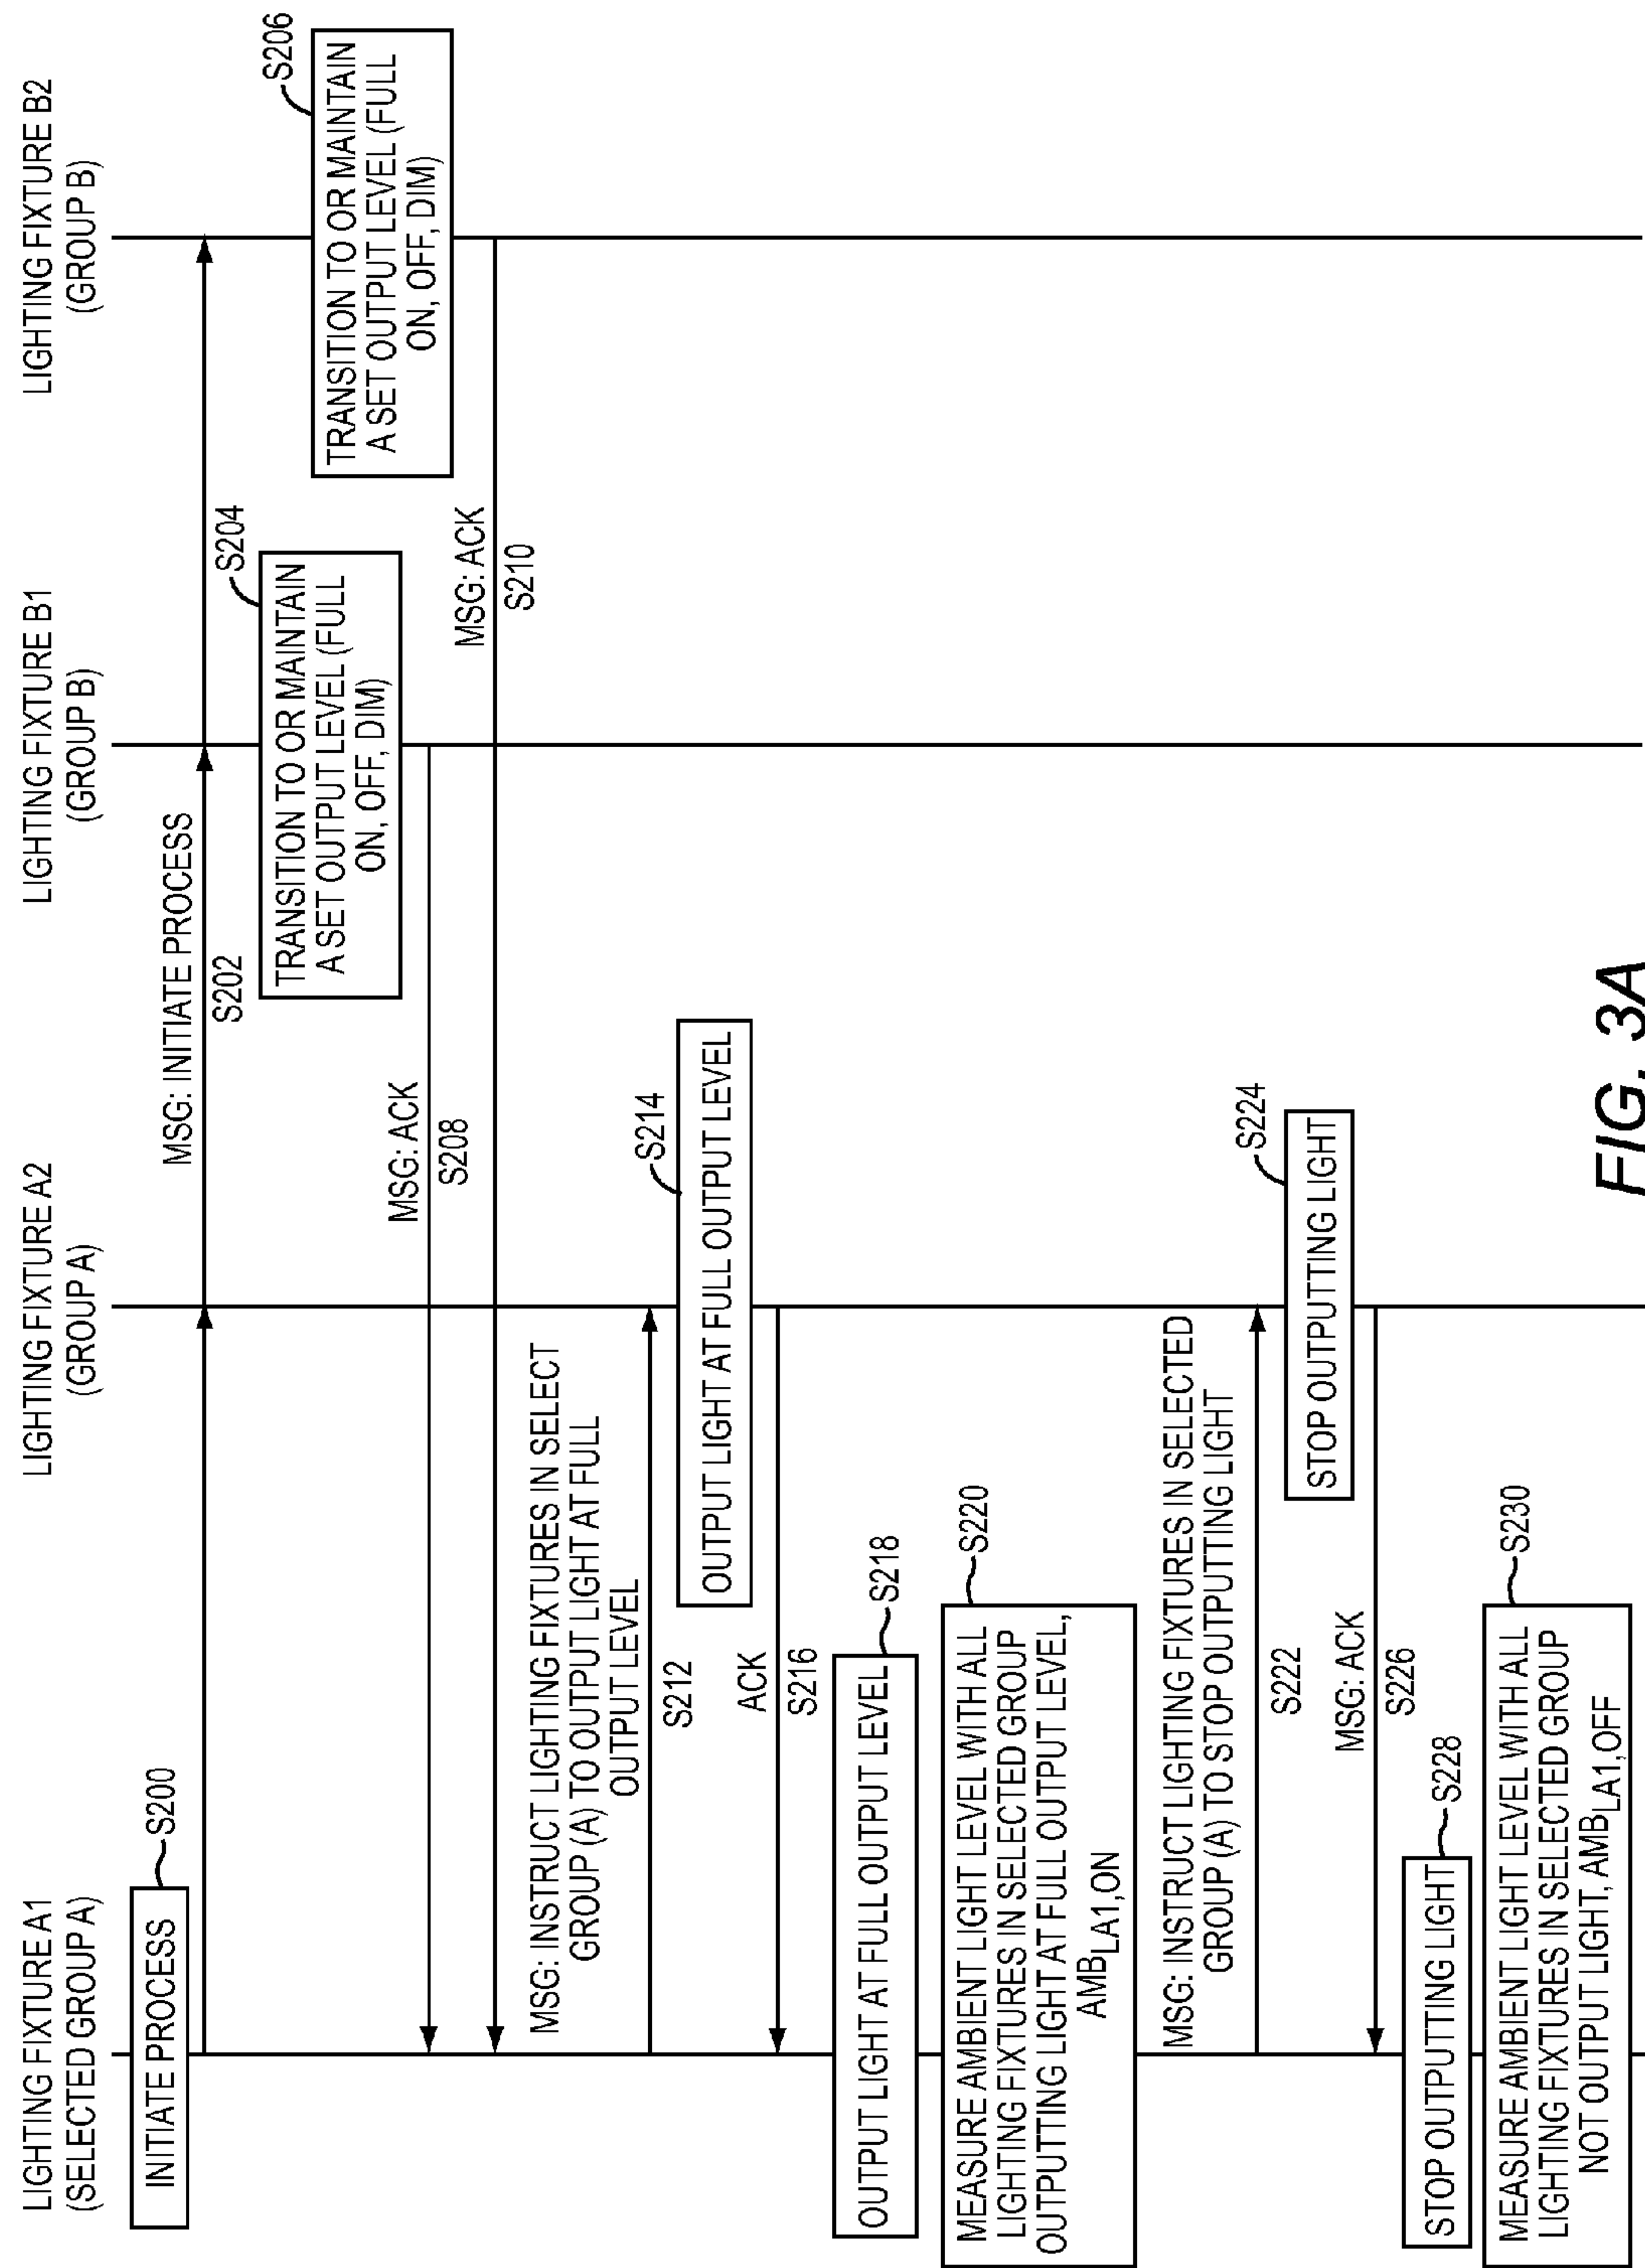 LIGHTING FIXTURE A1
(SELECTED GROUP A)
LIGHTING FIXTURE A2
(GROUP A)
LIGHTING FIXTURE B1
(GROUP B)
LIGHTING FIXTURE B2
(GROUP B)
INITIATE PROCESS
S200
MSG: INITIATE PROCESS
S202
S204
TRANSITION TO OR MAINTAIN
A SET OUTPUT LEVEL (FULL
ON, OFF, DIM)
S206
TRANSITION TO OR MAINTAIN
A SET OUTPUT LEVEL (FULL
ON, OFF, DIM)
MSG: ACK
S208
MSG: ACK
S210
MSG: INSTRUCT LIGHTING FIXTURES IN SELECT
GROUP (A) TO OUTPUT LIGHT AT FULL
OUTPUT LEVEL
S212
S214
OUTPUT LIGHT AT FULL OUTPUT LEVEL
ACK
S216
OUTPUT LIGHT AT FULL OUTPUT LEVEL
S218
MEASURE AMBIENT LIGHT LEVEL WITH ALL
LIGHTING FIXTURES IN SELECTED GROUP
OUTPUTTING LIGHT AT FULL OUTPUT LEVEL,
AMBLA1,ON
S220
MSG: INSTRUCT LIGHTING FIXTURES IN SELECTED
GROUP (A) TO STOP OUTPUTTING LIGHT
S222
S224
STOP OUTPUTTING LIGHT
MSG: ACK
S226
STOP OUTPUTTING LIGHT
S228
MEASURE AMBIENT LIGHT LEVEL WITH ALL
LIGHTING FIXTURES IN SELECTED GROUP
NOT OUTPUT LIGHT, AMBLA1,OFF
S230
FIG. 3A